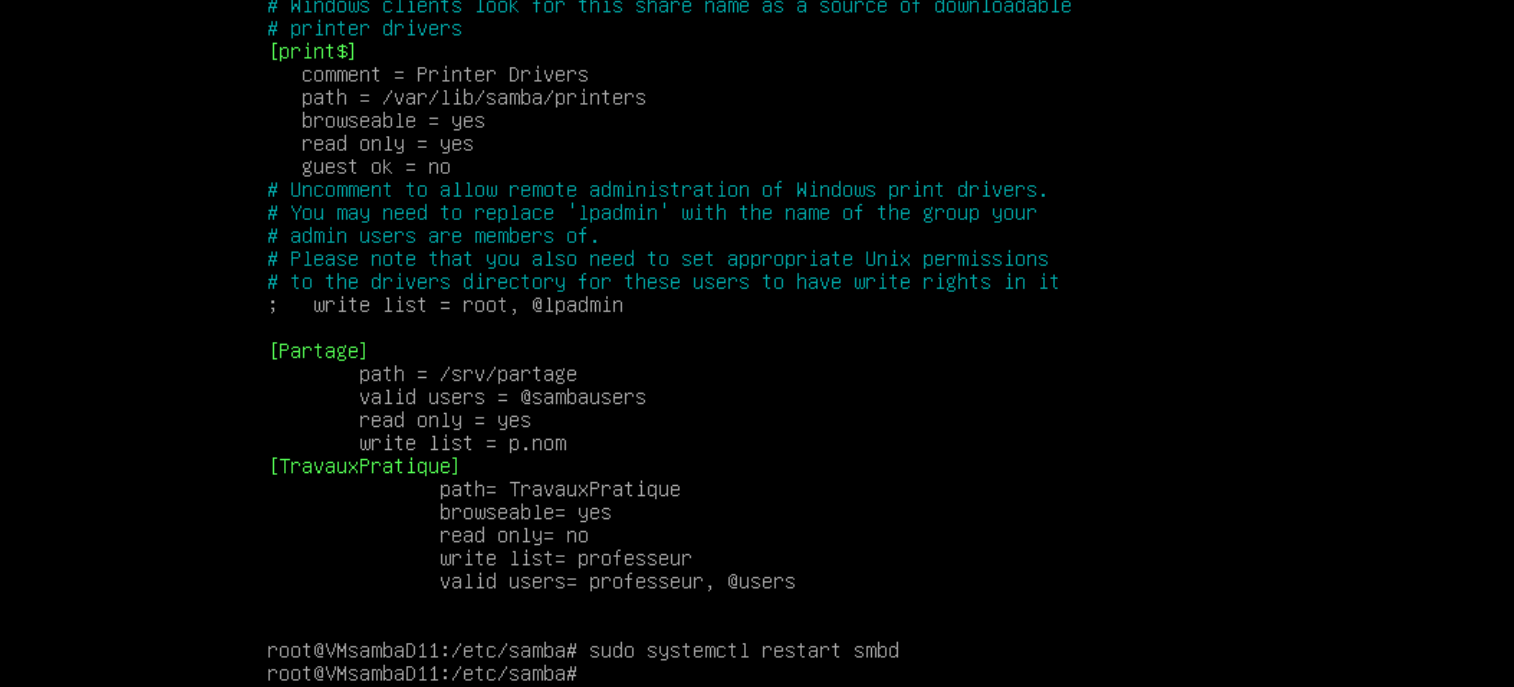 # Windows clients look for this share name as a source of downloadable
# printer drivers
[print$]
   comment = Printer Drivers
   path = /var/lib/samba/printers
   browseable = yes
   read only = yes
   guest ok = no
# Uncomment to allow remote administration of Windows print drivers.
# You may need to replace 'lpadmin' with the name of the group your
# admin users are members of.
# Please note that you also need to set appropriate Unix permissions
# to the drivers directory for these users to have write rights in it
;   write list = root, @lpadmin

[Partage]
        path = /srv/partage
        valid users = @sambausers
        read only = yes
        write list = p.nom
[TravauxPratique]
               path= TravauxPratique
               browseable= yes
               read only= no
               write list= professeur
               valid users= professeur, @users

root@VMsambaD11:/etc/samba# sudo systemctl restart smbd
root@VMsambaD11:/etc/samba#